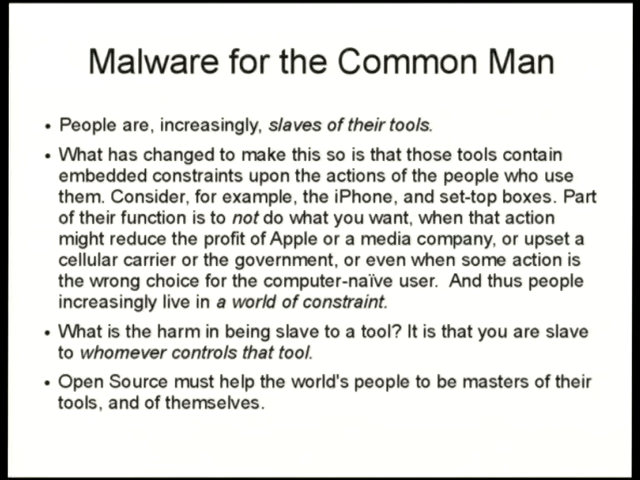 Malware for the Common Man
• People are, increasingly, slaves of their tools.
• What has changed to make this so is that those tools contain
embedded constraints upon the actions of the people who use
them. Consider, for example, the iPhone, and set-top boxes. Part
of their function is to not do what you want, when that action
might reduce the profit of Apple or a media company, or upset a
cellular carrier or the government, or even when some action is
the wrong choice for the computer-naïve user.  And thus people
increasingly live in a world of constraint.
• What is the harm in being slave to a tool? It is that you are slave
to whomever controls that tool.
• Open Source must help the world's people to be masters of their
tools, and of themselves.